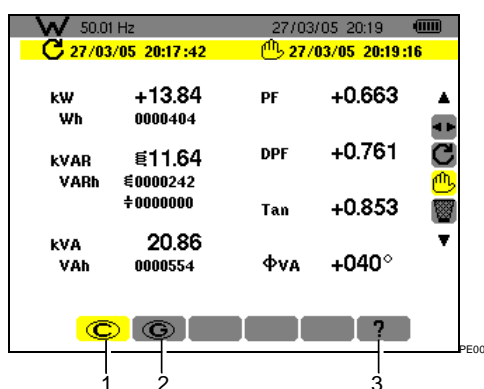 W 50.01 Hz 27/03/05 20:19
27/03/05 20:17:42 27/03/05 20:19:16
kW +13.84 PF +0.663
Wh 0000404
kVAR 11.64 DPF +0.761
VARh 0000242
0000000
Tan +0.853
kVA 20.86
VAh 0000554 ΦVA +040°
C G ?
1 2 3
PE00